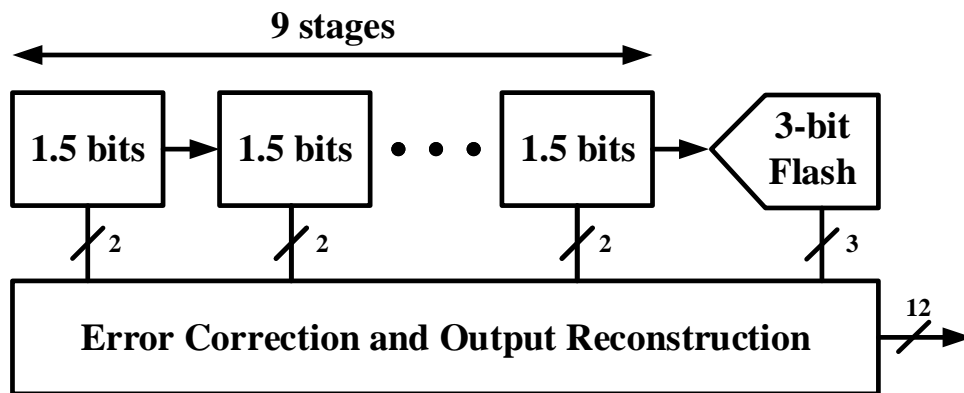 9 stages
1.5 bits
1.5 bits
1.5 bits
3-bit
Flash
2
2
2
3
Error Correction and Output Reconstruction
12